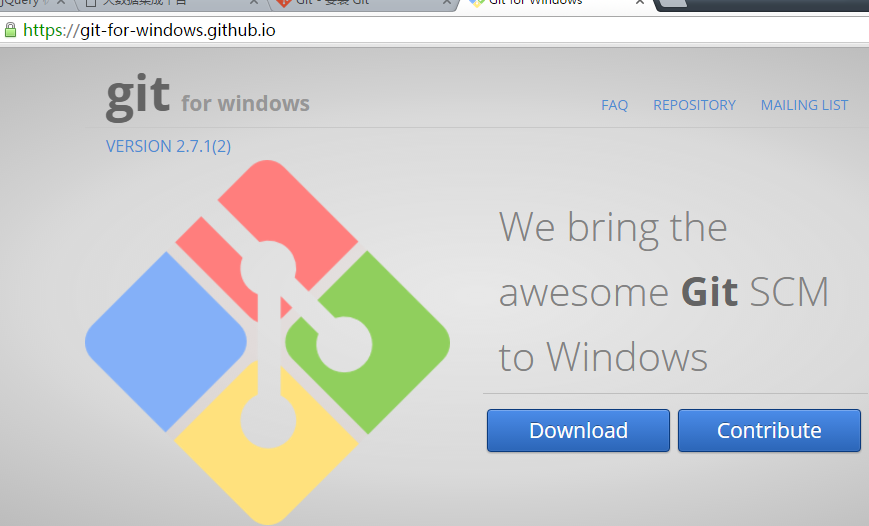 jQuery
大数据集成平台
Git - 安装 Git
Git for Windows
https://git-for-windows.github.io
git for windows
FAQ REPOSITORY MAILING LIST
VERSION 2.7.1(2)
We bring the
awesome Git SCM
to Windows
Download Contribute